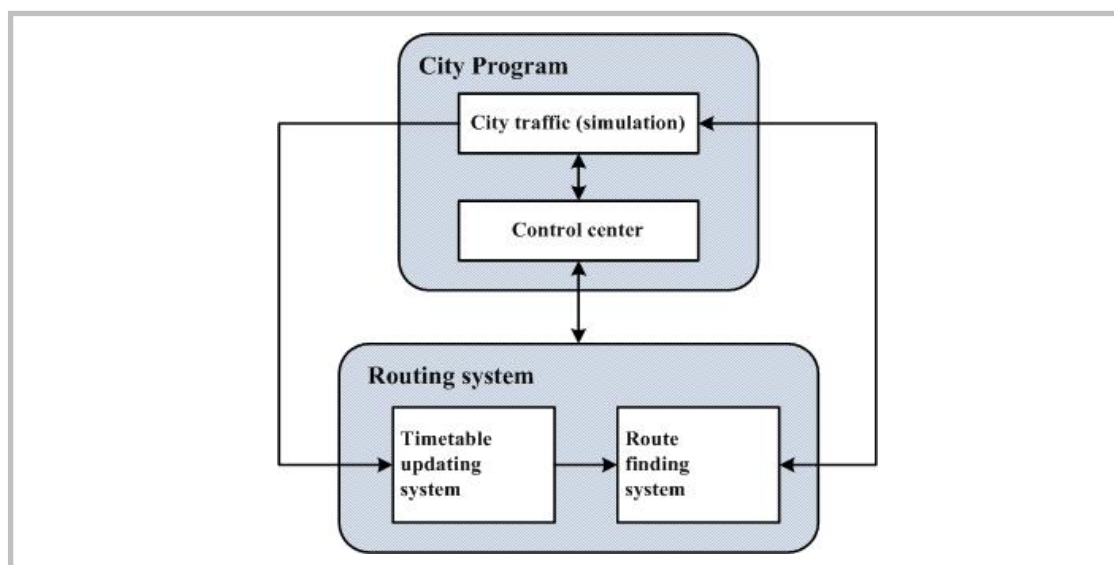 City Program
City traffic (simulation)
Control center
Routing system
Timetable
updating
system
Route
finding
system